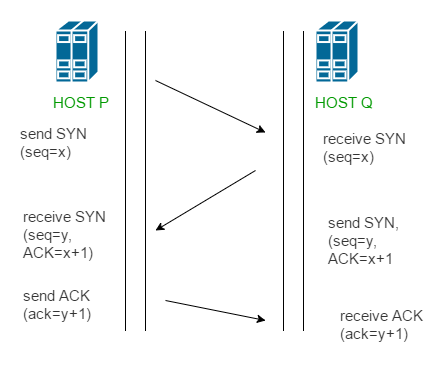 HOST P
HOST Q
send SYN
(seq=x)
receive SYN
(seq=x)
receive SYN
(seq=y,
ACK=x+1)
send SYN,
(seq=y,
ACK=x+1
send ACK
(ack=y+1)
receive ACK
(ack=y+1)